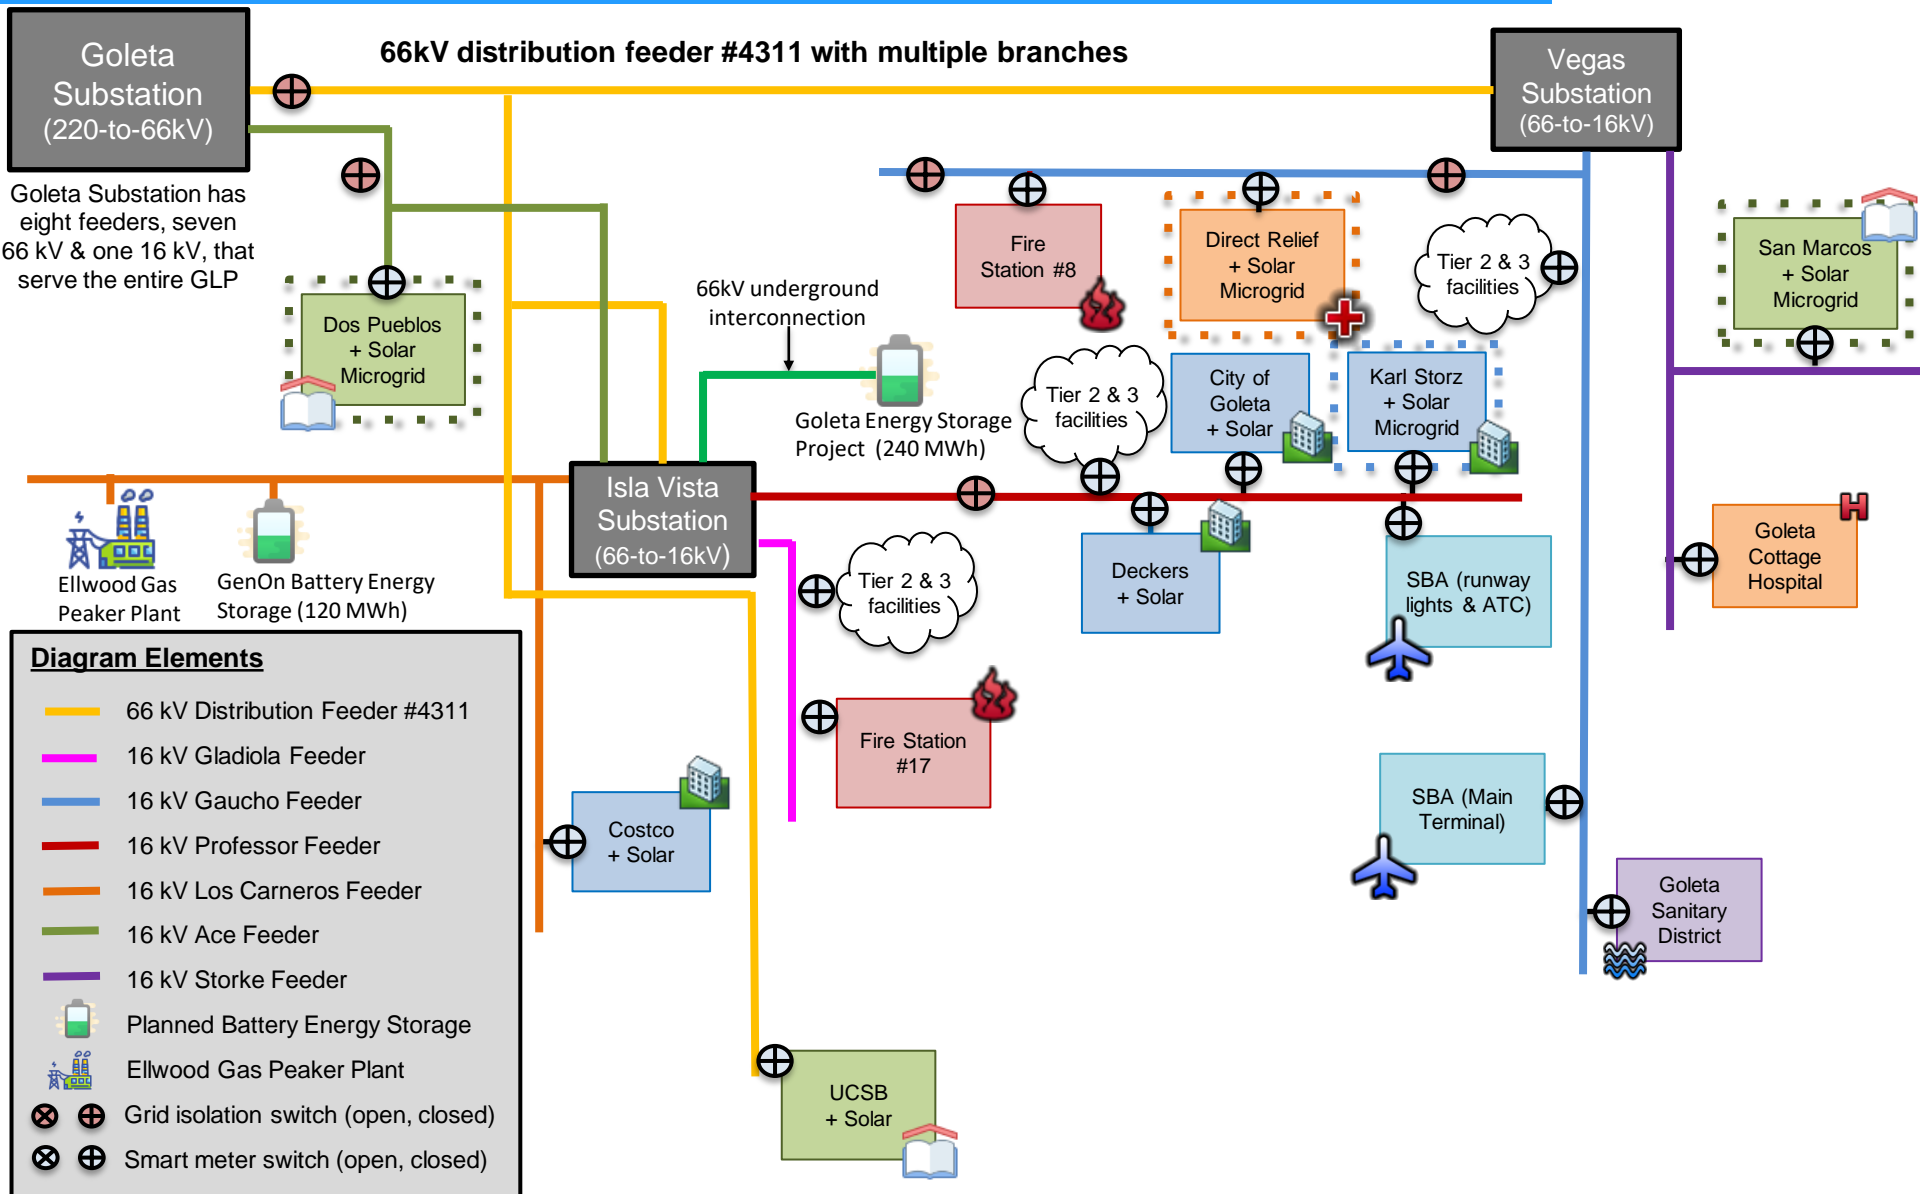 Goleta
Substation
(220-to-66kV)
66kV distribution feeder #4311 with multiple branches
Vegas
Substation
(66-to-16kV)
Goleta Substation has
eight feeders, seven
66 kV & one 16 kV, that
serve the entire GLP
Dos Pueblos
+ Solar
Microgrid
66kV underground
interconnection
Goleta Energy Storage
Project (240 MWh)
Fire
Station #8
Direct Relief
+ Solar
Microgrid
Tier 2 & 3
facilities
San Marcos
+ Solar
Microgrid
Tier 2 & 3
facilities
City of
Goleta
+ Solar
Karl Storz
+ Solar
Microgrid
Isla Vista
Substation
(66-to-16kV)
Ellwood Gas
Peaker Plant
GenOn Battery Energy
Storage (120 MWh)
Tier 2 & 3
facilities
Deckers
+ Solar
SBA (runway
lights & ATC)
H
Goleta
Cottage
Hospital
Fire Station
#17
Costco
+ Solar
SBA (Main
Terminal)
Goleta
Sanitary
District
UCSB
+ Solar
Diagram Elements
66 kV Distribution Feeder #4311
16 kV Gladiola Feeder
16 kV Gaucho Feeder
16 kV Professor Feeder
16 kV Los Carneros Feeder
16 kV Ace Feeder
16 kV Storke Feeder
Planned Battery Energy Storage
Ellwood Gas Peaker Plant
Grid isolation switch (open, closed)
Smart meter switch (open, closed)